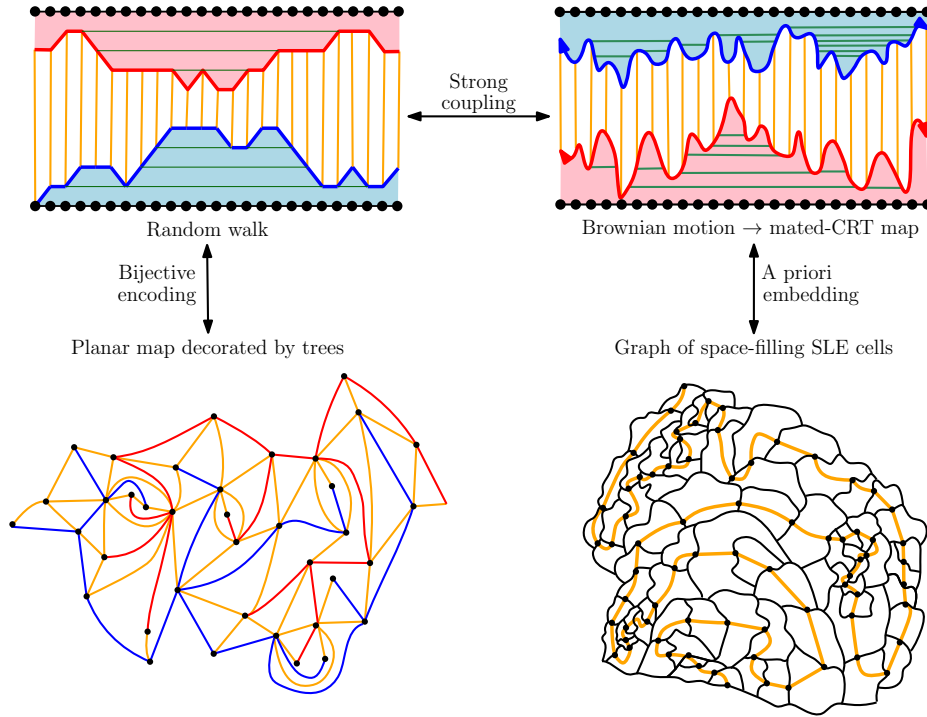 Strong
coupling
Random walk
Brownian motion → mated-CRT map
Bijective
encoding
A priori
embedding
Planar map decorated by trees
Graph of space-filling SLE cells